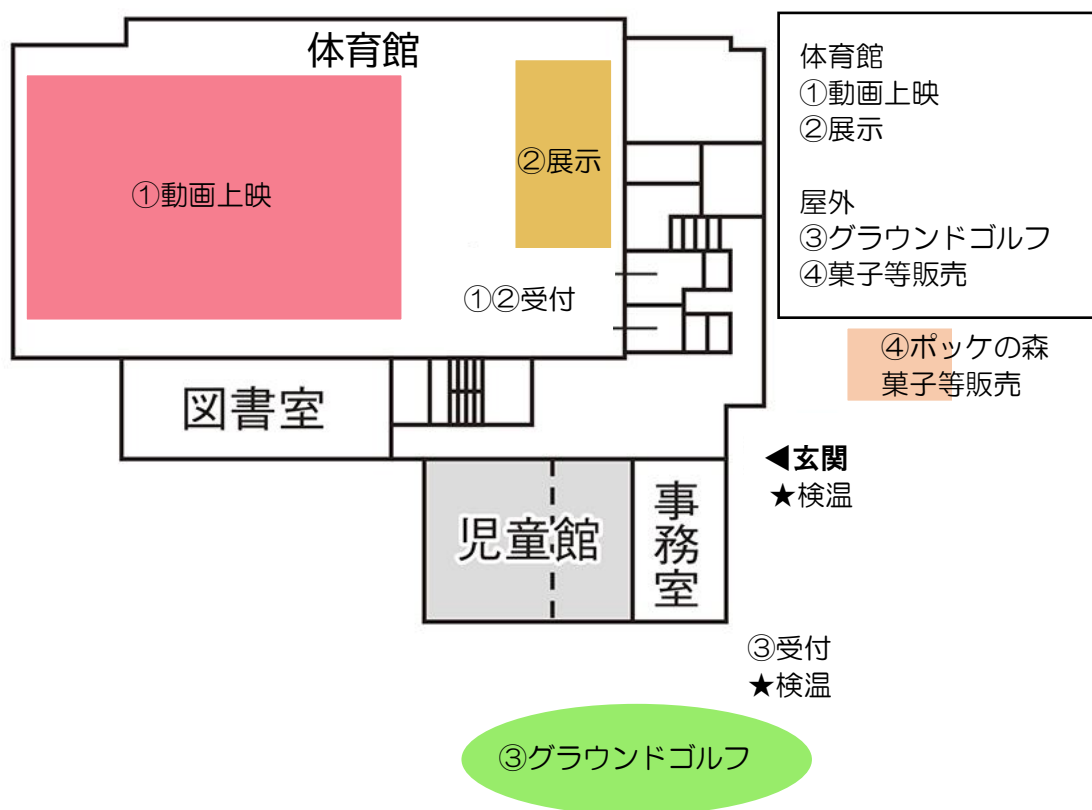 体育館
①動画上映
②展示
①②受付
図書室
児童館
事務室
体育館
①動画上映
②展示
屋外
③グラウンドゴルフ
④菓子等販売
④ポッケの森
菓子等販売
◀玄関
★検温
③受付
★検温
③グラウンドゴルフ